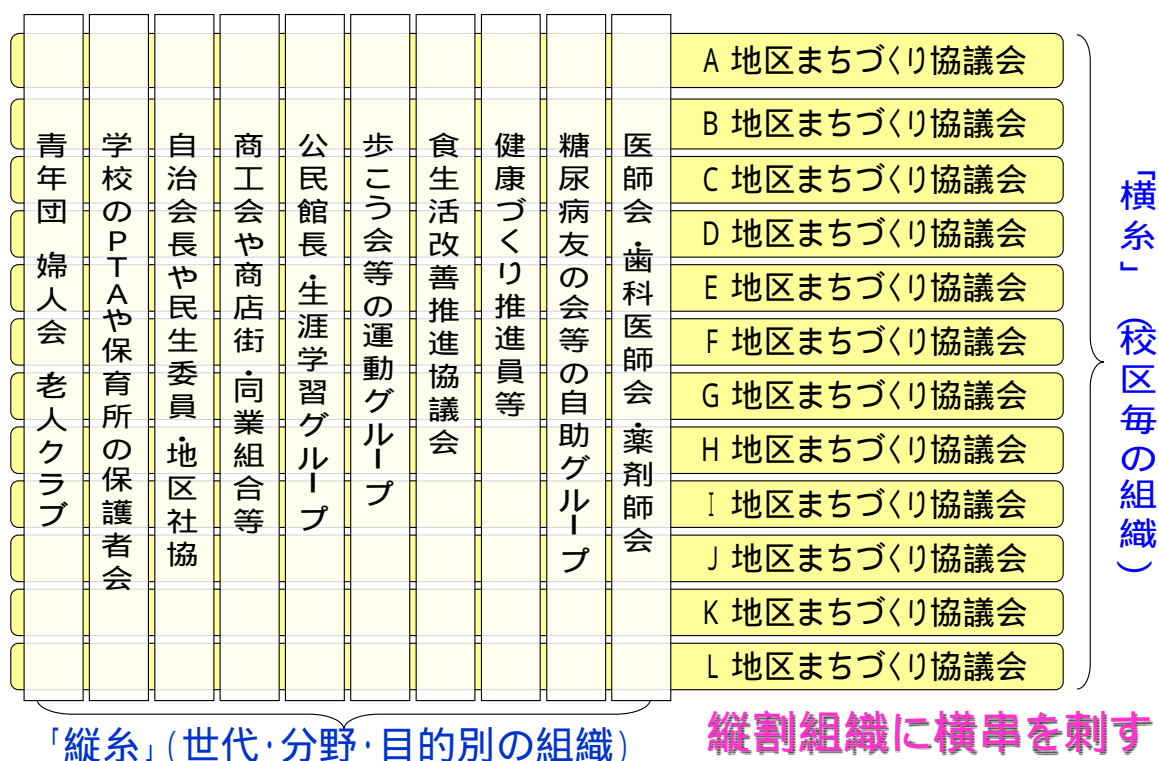 青年団・婦人会・老人クラブ
学校のPTAや保育所の保護者会
自治会長や民生委員・地区社協
商工会や商店街・同業組合等
公民館長・生涯学習グループ
歩こう会等の運動グループ
食生活改善推進協議会
健康づくり推進員等
糖尿病友の会等の自助グループ
医師会・歯科医師会・薬剤師会
A 地区まちづくり協議会
B 地区まちづくり協議会
C 地区まちづくり協議会
D 地区まちづくり協議会
E 地区まちづくり協議会
F 地区まちづくり協議会
G 地区まちづくり協議会
H 地区まちづくり協議会
I 地区まちづくり協議会
J 地区まちづくり協議会
K 地区まちづくり協議会
L 地区まちづくり協議会
「横糸」(校区毎の組織)
「縦糸」(世代・分野・目的別の組織)
縦割組織に横串を刺す